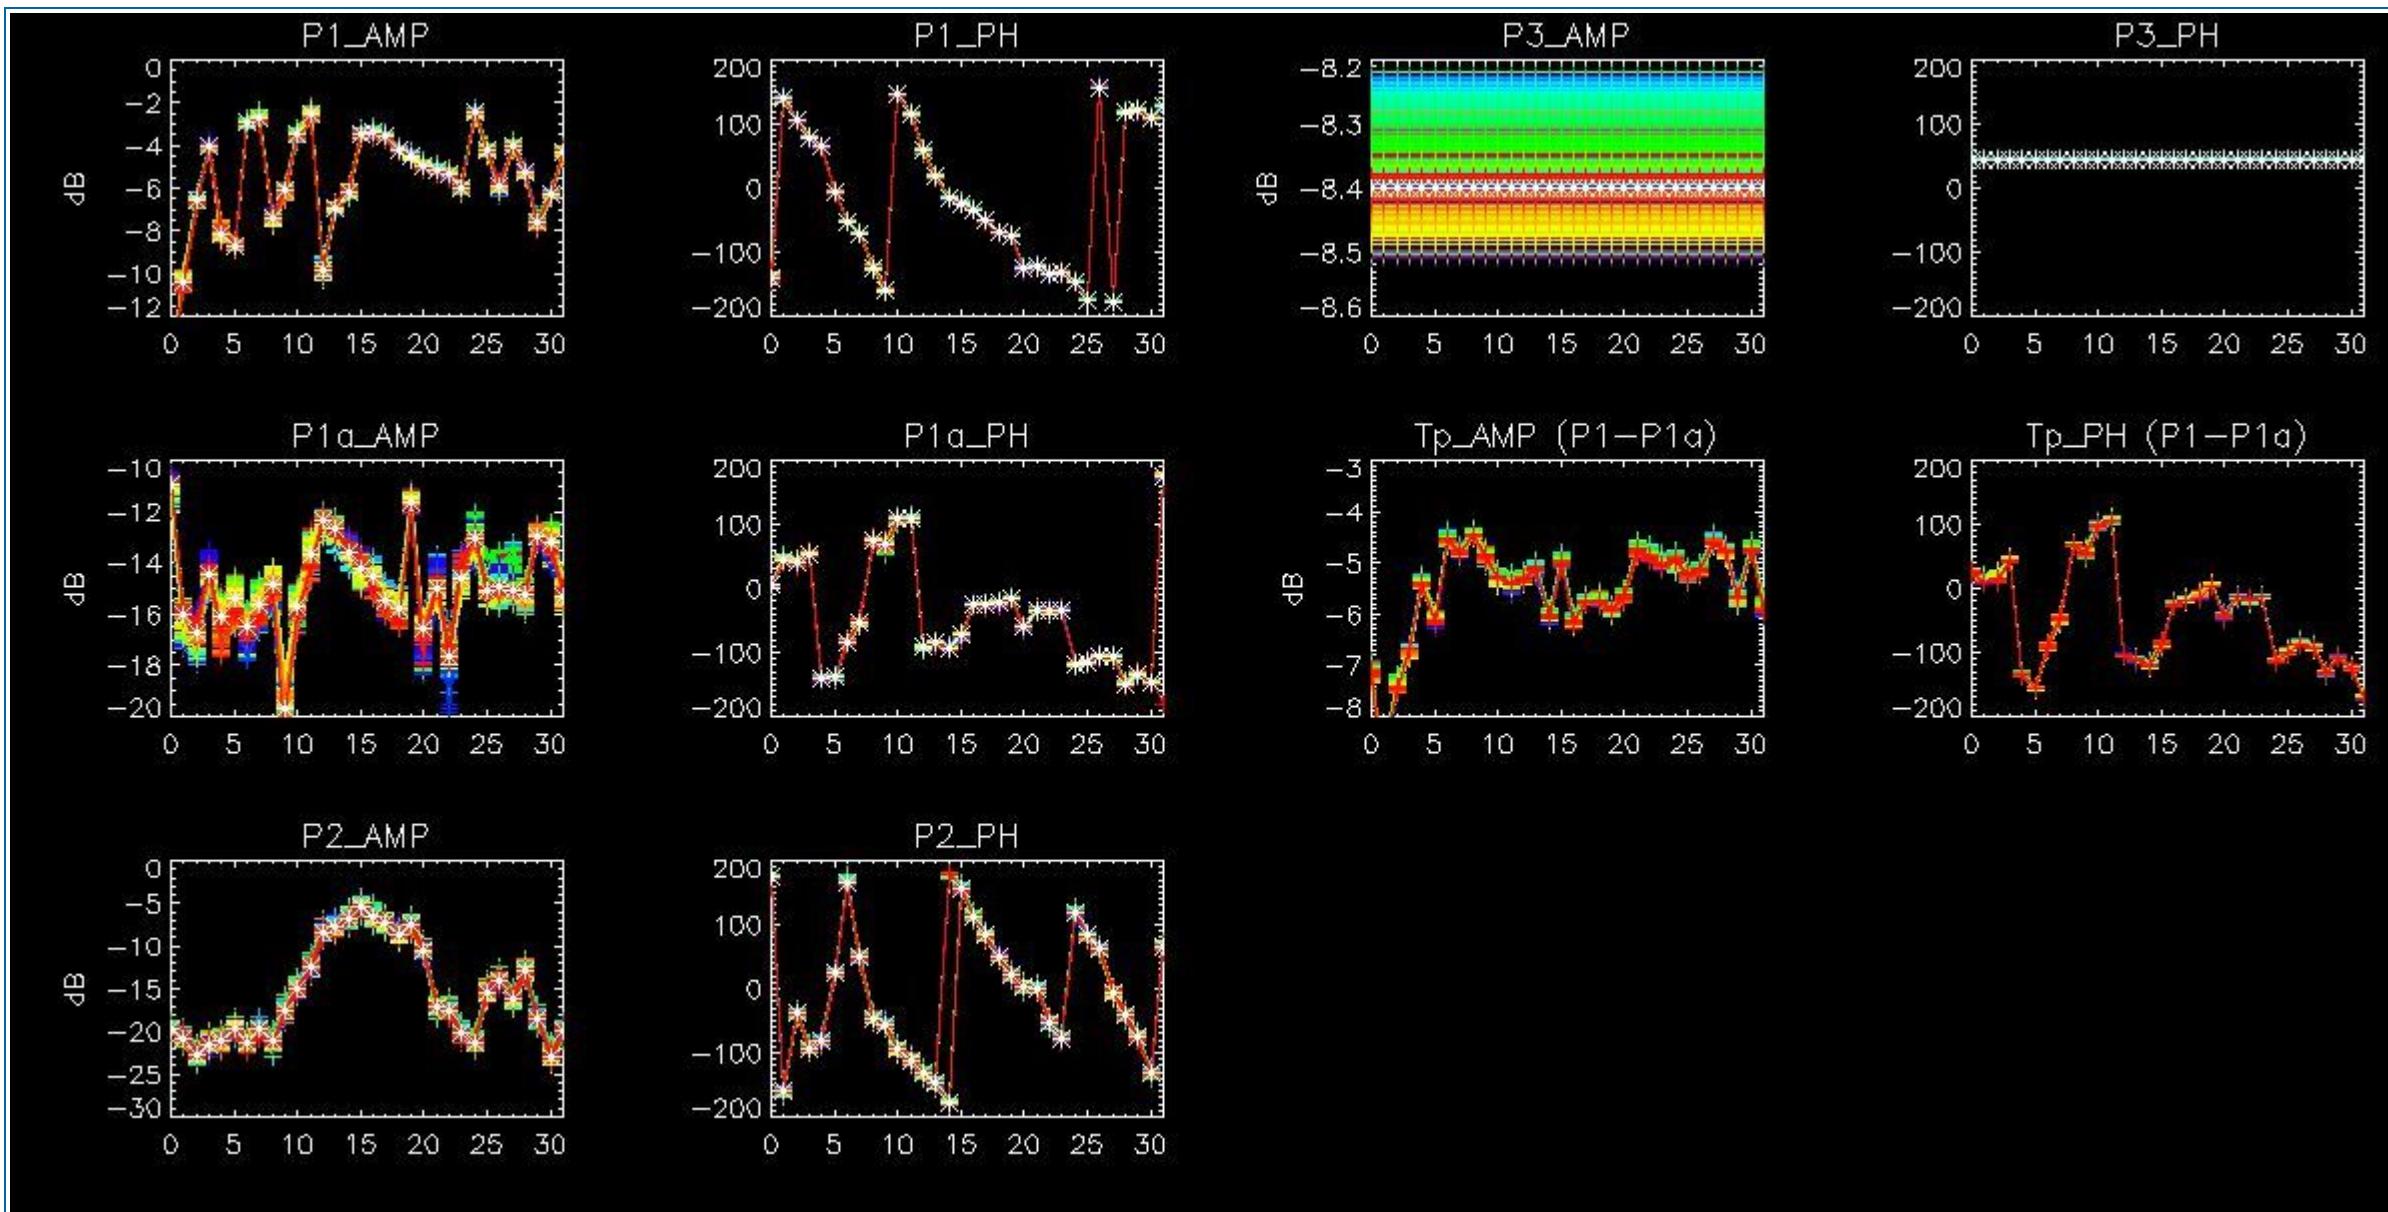 P1_AMP P1_PH P3_AMP P3_PH
0 200 −8.2 200
−2 100 −8.3 100
−4 0 −8.4 0
−6 −100 −8.5 −100
−8 −200 −8.6 −200
−10
−12
dB dB
0 5 10 15 20 25 30 0 5 10 15 20 25 30 0 5 10 15 20 25 30 0 5 10 15 20 25 30
P1a_AMP P1a_PH Tp_AMP (P1−P1a) Tp_PH (P1−P1a)
−10 200 −3 200
−12 100 −4 100
−14 0 −5 0
−16 −100 −6 −100
−18 −200 −7 −200
−20 −8
dB dB
0 5 10 15 20 25 30 0 5 10 15 20 25 30 0 5 10 15 20 25 30 0 5 10 15 20 25 30
P2_AMP P2_PH
0 200
−5 100
−10 0
−15 −100
−20 −200
−25
−30
dB
0 5 10 15 20 25 30 0 5 10 15 20 25 30